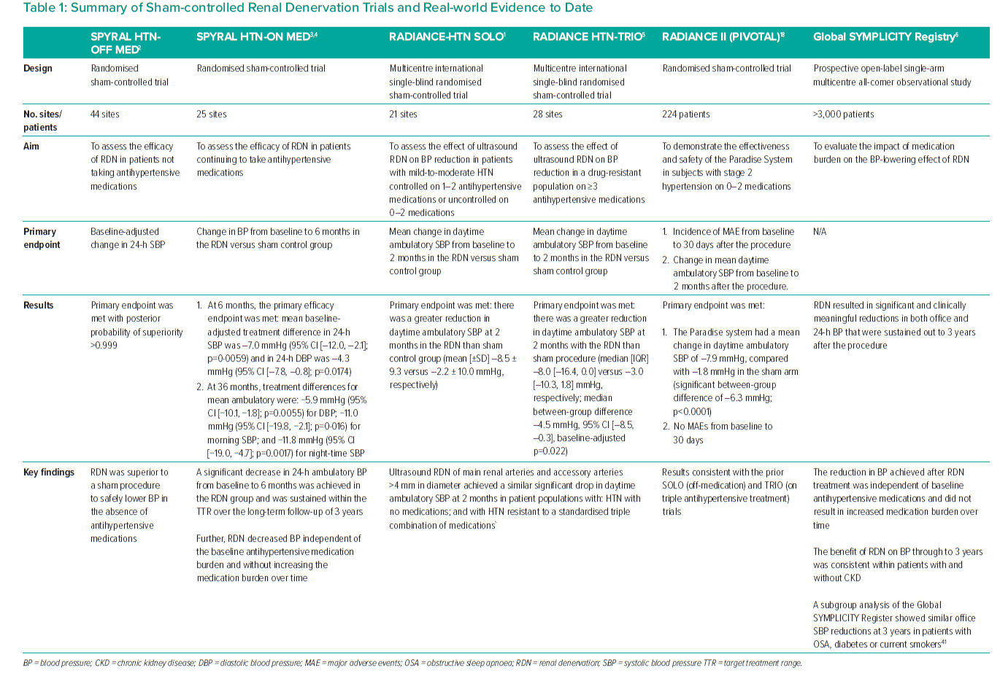 Table 1: Summary of Sham-controlled Renal Denervation Trials and Real-world Evidence to Date
SPYRAL HTN-
OFF MED2
SPYRAL HTN-ON MED3,4
RADIANCE-HTN SOLO1
RADIANCE HTN-TRIO5
RADIANCE II (PIVOTAL)18
Global SYMPLICITY Registry6
Design
Randomised
sham-controlled trial
Randomised sham-controlled trial
Multicentre international
single-blind randomised
sham-controlled trial
Multicentre international
single-blind randomised
sham-controlled trial
Randomised sham-controlled trial
Prospective open-label single-arm
multicentre all-comer observational study
No. sites/
patients
44 sites
25 sites
21 sites
28 sites
224 patients
>3,000 patients
Aim
To assess the efficacy
of RDN in patients not
taking antihypertensive
medications
To assess the efficacy of RDN in patients
continuing to take antihypertensive
medications
To assess the effect of ultrasound
RDN on BP reduction in patients
with mild-to-moderate HTN
controlled on 1–2 antihypertensive
medications or uncontrolled on
0–2 medications
To assess the effect of
ultrasound RDN on BP
reduction in a drug-resistant
population on ≥3
antihypertensive medications
To demonstrate the effectiveness
and safety of the Paradise System
in subjects with stage 2
hypertension on 0–2 medications
To evaluate the impact of medication
burden on the BP-lowering effect of RDN
Primary
endpoint
Baseline-adjusted
change in 24-h SBP
Change in BP from baseline to 6 months in
the RDN versus sham control group
Mean change in daytime
ambulatory SBP from baseline to
2 months in the RDN versus sham
control group
Mean change in daytime
ambulatory SBP from baseline
to 2 months in the RDN versus
sham control group
1. Incidence of MAE from baseline
to 30 days after the procedure
2. Change in mean daytime
ambulatory SBP from baseline to
2 months after the procedure.
N/A
Results
Primary endpoint was
met with posterior
probability of superiority
>0.999
1. At 6 months, the primary efficacy
endpoint was met: mean baseline-
adjusted treatment difference in 24-h
SBP was –7.0 mmHg (95% CI [–12.0, –2.1];
p=0·0059) and in 24-h DBP was –4.3
mmHg (95% CI [–7.8, –0.8]; p=0.0174)
2. At 36 months, treatment differences for
mean ambulatory were: −5.9 mmHg (95%
CI [−10.1, −1.8]; p=0.0055) for DBP; −11.0
mmHg (95% CI [−19.8, −2.1]; p=0·016) for
morning SBP; and −11.8 mmHg (95% CI
[−19.0, −4.7]; p=0.0017) for night-time SBP
Primary endpoint was met: there
was a greater reduction in
daytime ambulatory SBP at 2
months in the RDN than sham
control group (mean [±SD] –8.5 ±
9.3 versus –2.2 ± 10.0 mmHg,
respectively)
Primary endpoint was met:
there was a greater reduction
in daytime ambulatory SBP at
2 months with the RDN than
sham procedure (median [IQR]
–8.0 [–16.4, 0.0] versus –3.0
[–10.3, 1.8] mmHg,
respectively; median
between-group difference
–4.5 mmHg, 95% CI [–8.5,
–0.3], baseline-adjusted
p=0.022)
Primary endpoint was met:
1. The Paradise system had a mean
change in daytime ambulatory
SBP of –7.9 mmHg, compared
with –1.8 mmHg in the sham arm
(significant between-group
difference of –6.3 mmHg;
p<0.0001)
2. No MAEs from baseline to
30 days
RDN resulted in significant and clinically
meaningful reductions in both office and
24-h BP that were sustained out to 3 years
after the procedure
Key findings
RDN was superior to
a sham procedure
to safely lower BP in
the absence of
antihypertensive
medications
A significant decrease in 24-h ambulatory BP
from baseline to 6 months was achieved in
the RDN group and was sustained within the
TTR over the long-term follow-up of 3 years
Further, RDN decreased BP independent of
the baseline antihypertensive medication
burden and without increasing the
medication burden over time
Ultrasound RDN of main renal arteries and accessory arteries
>4 mm in diameter achieved a similar significant drop in daytime
ambulatory SBP at 2 months in patient populations with: HTN with
no medications; and with HTN resistant to a standardised triple
combination of medications`
Results consistent with the prior
SOLO (off-medication) and TRIO (on
triple antihypertensive treatment)
trials
The reduction in BP achieved after RDN
treatment was independent of baseline
antihypertensive medications and did not
result in increased medication burden over
time
The benefit of RDN on BP through to 3 years
was consistent within patients with and
without CKD
A subgroup analysis of the Global
SYMPLICITY Register showed similar office
SBP reductions at 3 years in patients with
OSA, diabetes or current smokers41
BP = blood pressure; CKD = chronic kidney disease; DBP = diastolic blood pressure; MAE = major adverse events; OSA = obstructive sleep apnoea; RDN = renal denervation; SBP = systolic blood pressure TTR = target treatment range.